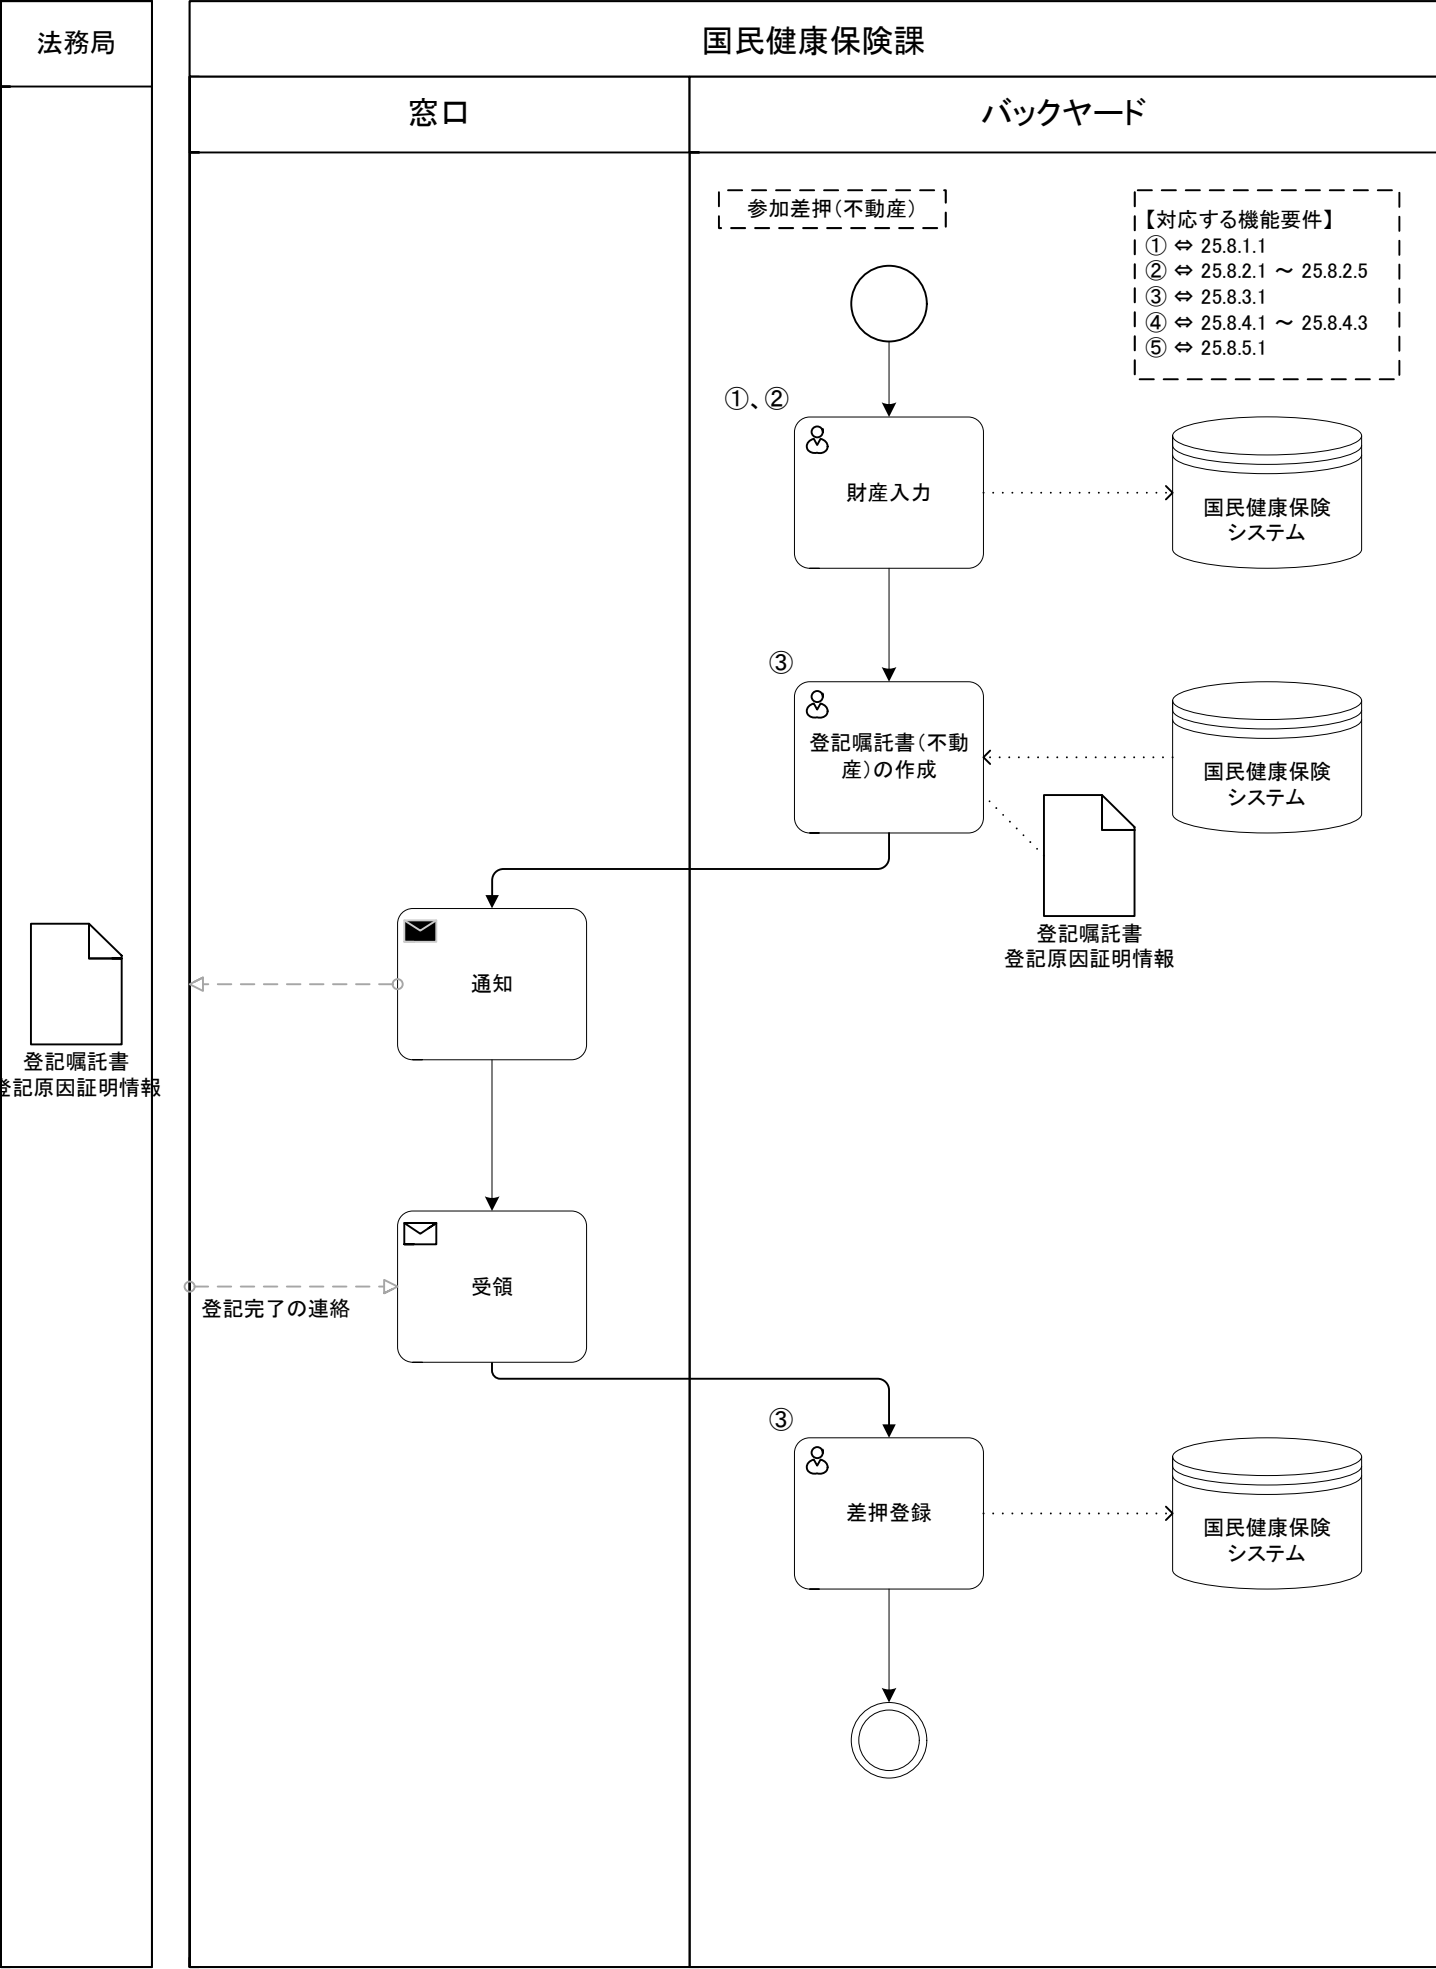 法務局
国民健康保険課
窓口
バックヤード
参加差押（不動産）
【対応する機能要件】
① ⇔ 25.8.1.1
② ⇔ 25.8.2.1 ～ 25.8.2.5
③ ⇔ 25.8.3.1
④ ⇔ 25.8.4.1 ～ 25.8.4.3
⑤ ⇔ 25.8.5.1
①、②
財産入力
国民健康保険
システム
③
登記嘱託書（不動
産）の作成
国民健康保険
システム
登記嘱託書
登記原因証明情報
通知
登記嘱託書
登記原因証明情報
受領
登記完了の連絡
③
差押登録
国民健康保険
システム